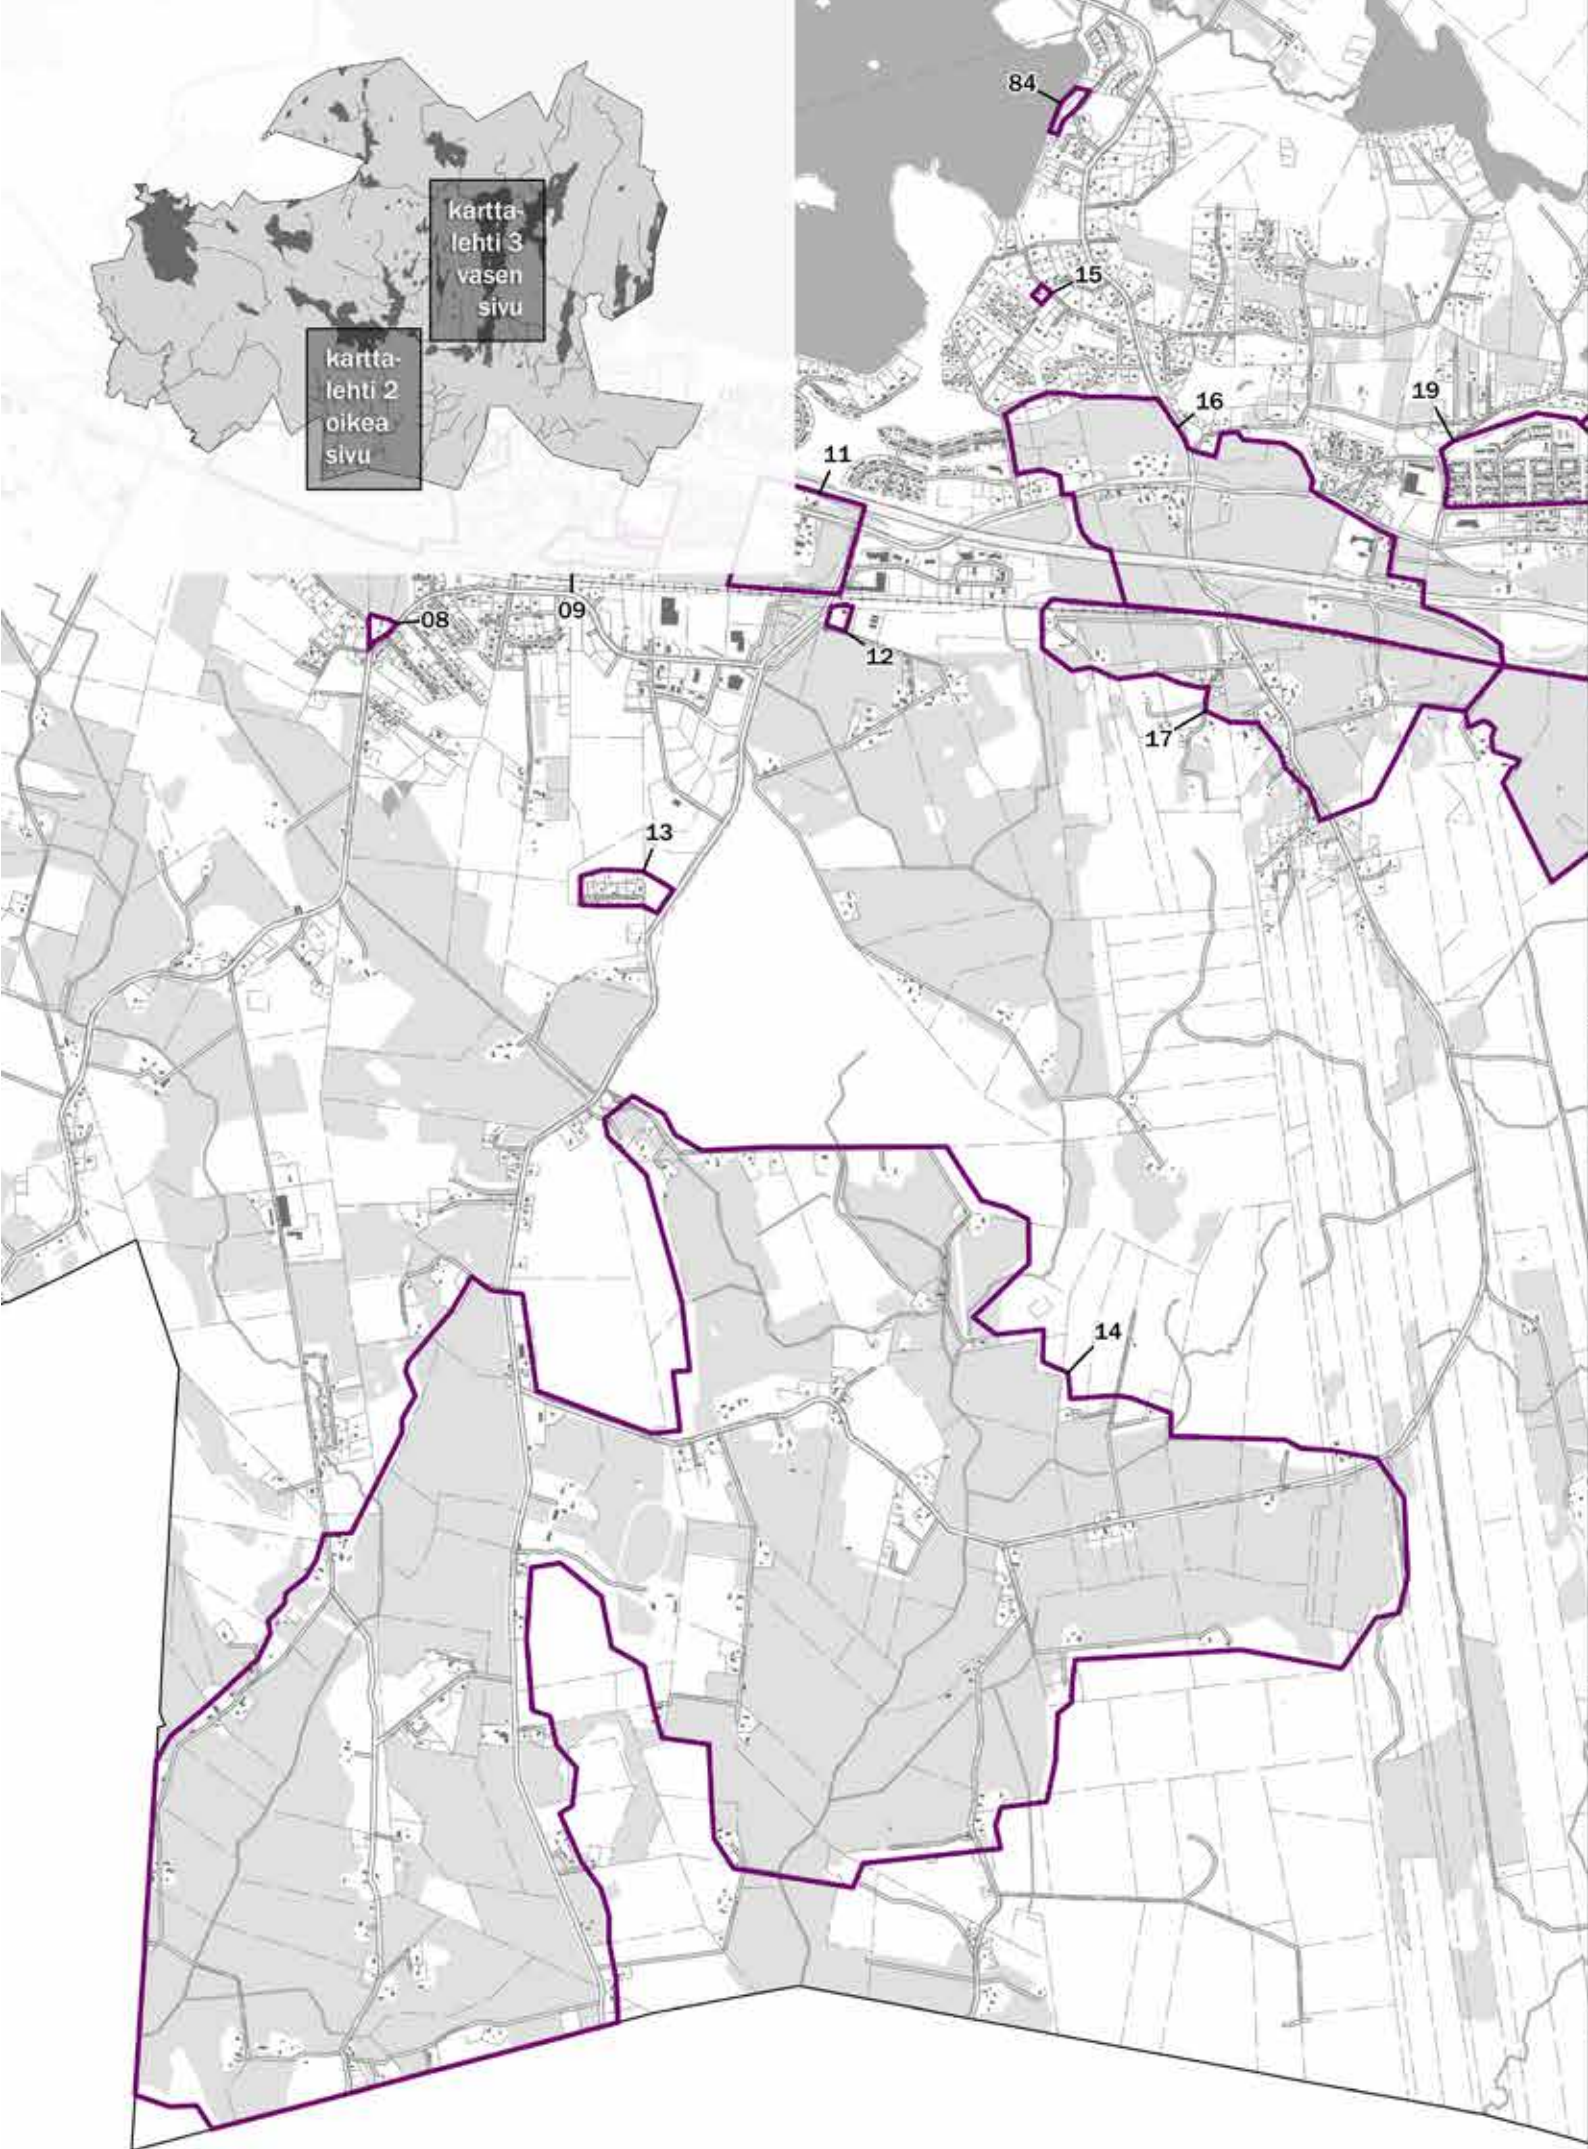 84
kartta-
lehti 3
vasen
sivu
15
kartta-
lehti 2
oikea
sivu
16
19
11
09
08
12
17
13
14